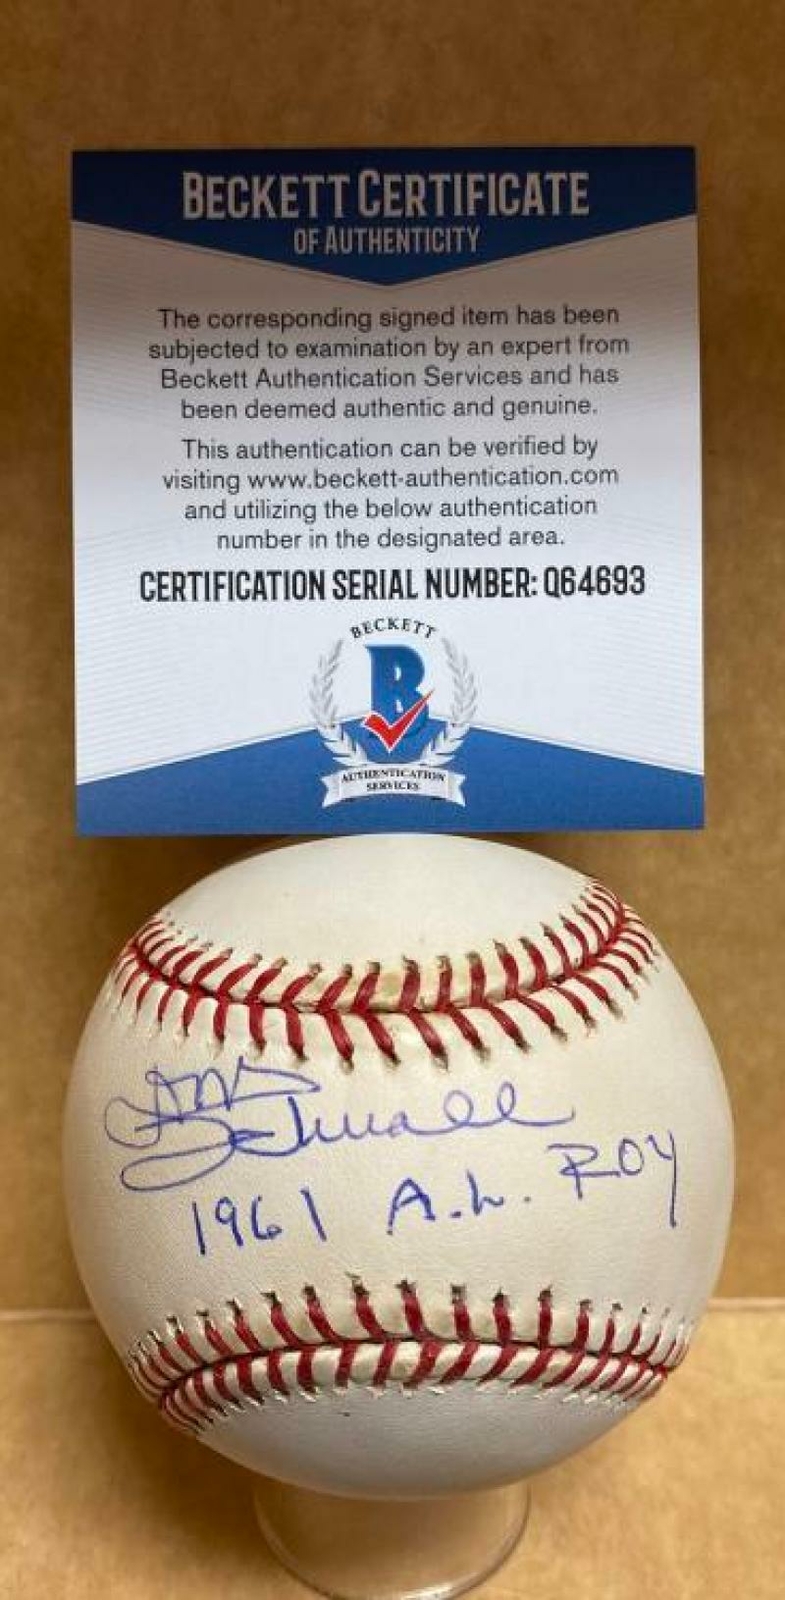 BECKETT CERTIFICATE
OF AUTHENTICITY
The corresponding signed item has been
subjected to examination by an expert from
Beckett Authentication Services and has
been deemed authentic and genuine.
This authentication can be verified by
visiting www.beckett-authentication.com
and utilizing the below authentication
number in the designated area.
CERTIFICATION SERIAL NUMBER: Q64693
BECKETT
B
AUTHENTICATION
SERVICES
Don
Schwall
1961 A.L. ROY